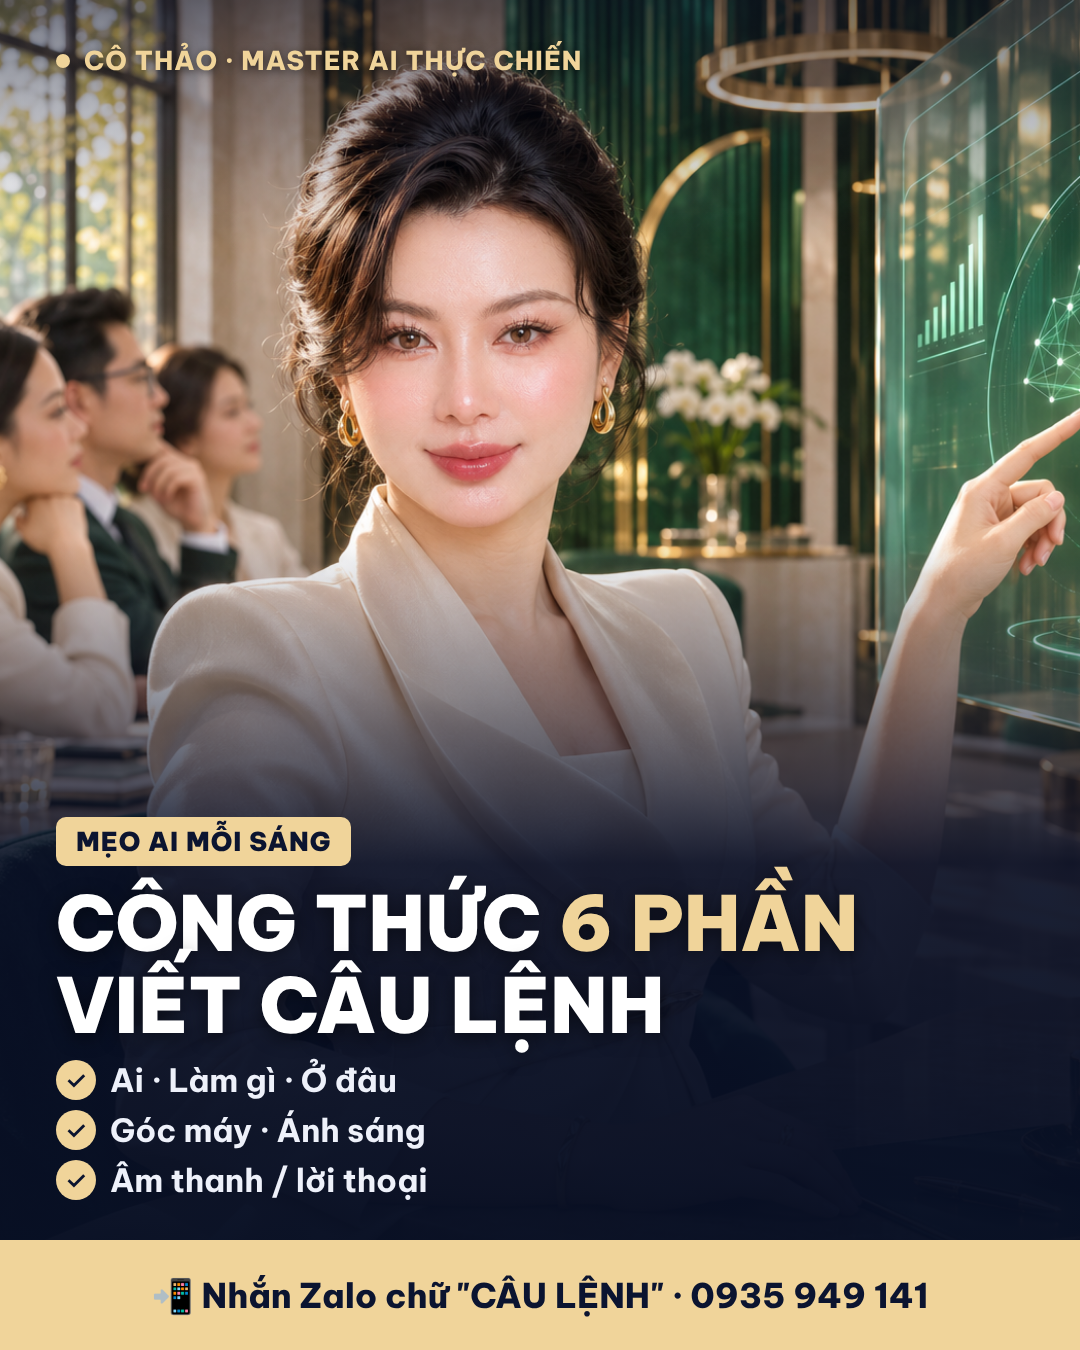 CÔ THẢO · MASTER AI THỰC CHIẾN
MẸO AI MỖI SÁNG
CÔNG THỨC 6 PHẦN
VIẾT CÂU LỆNH
Ai · Làm gì · Ở đâu
Góc máy · Ánh sáng
Âm thanh / lời thoại
Nhắn Zalo chữ "CÂU LỆNH" · 0935 949 141